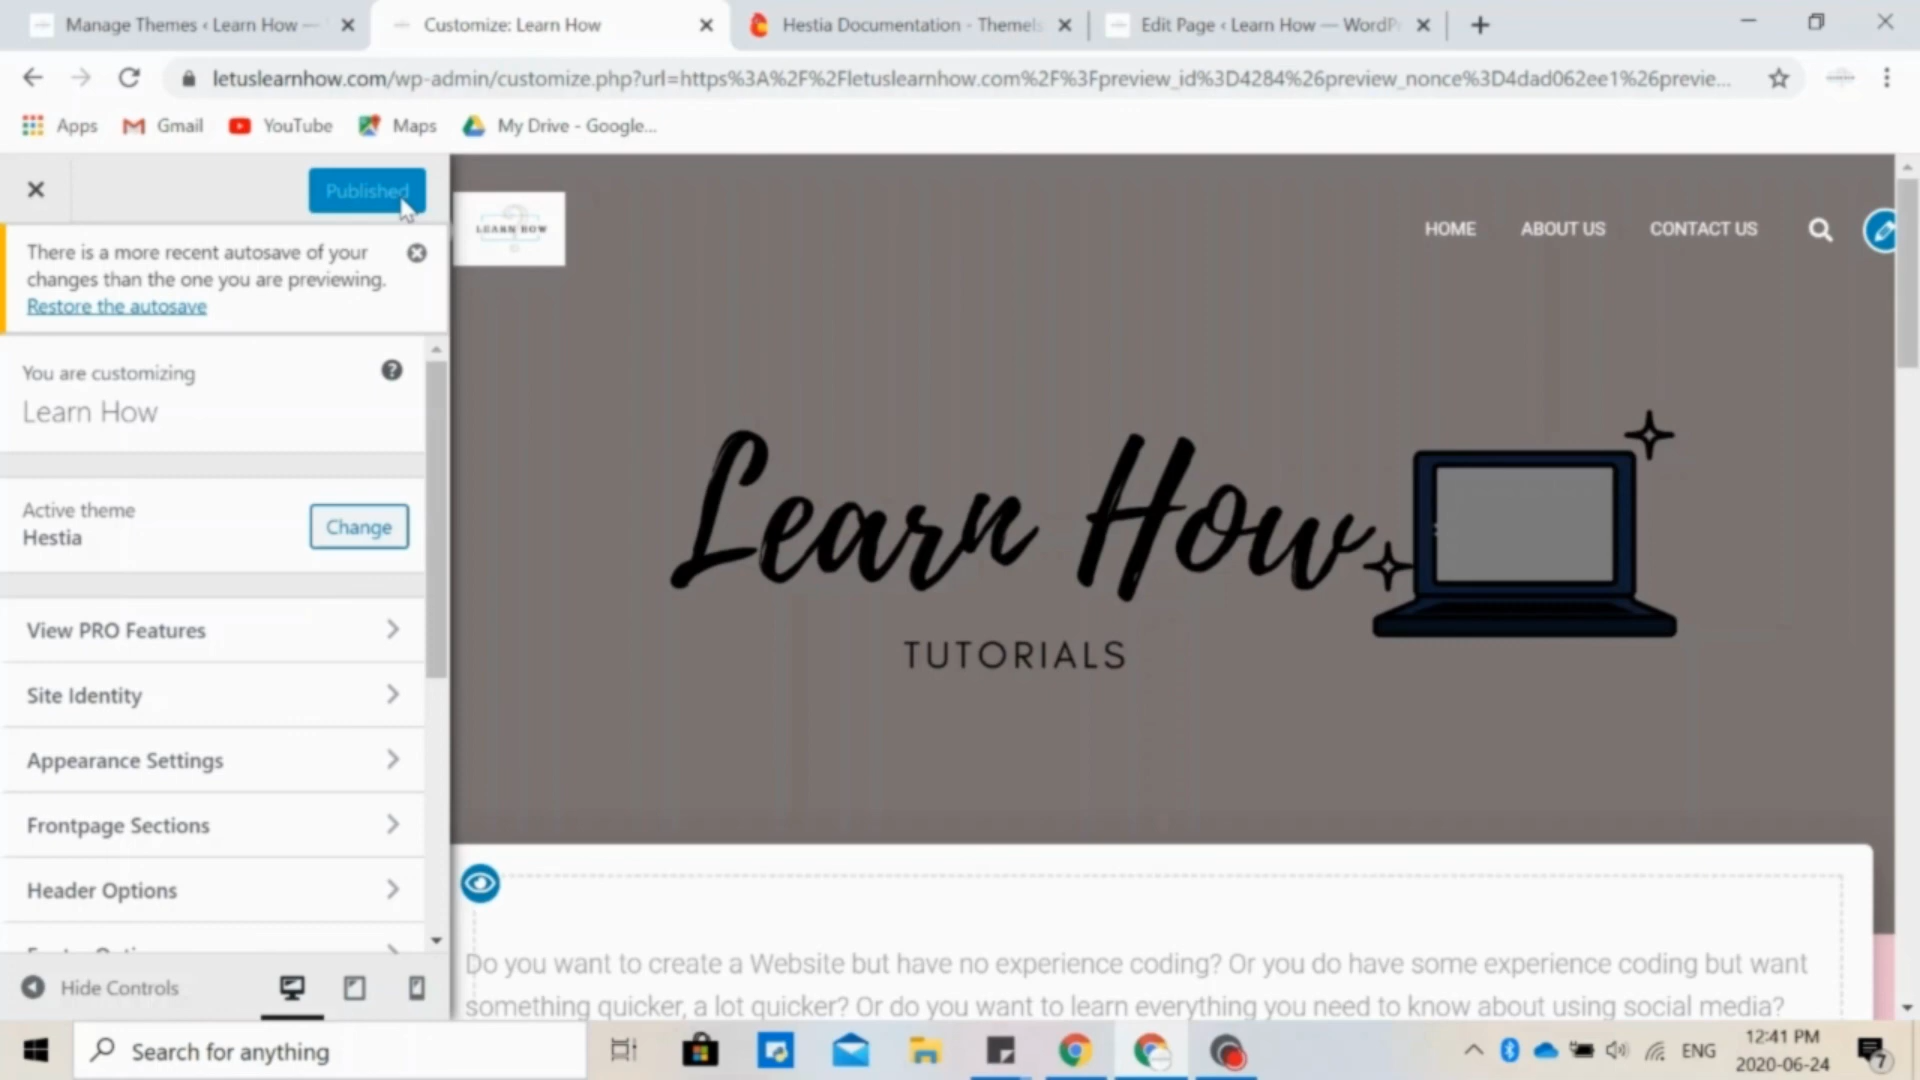 Manage Themes ‹ Learn How —
Customize: Learn How
Hestia Documentation - ThemeIs
Edit Page ‹ Learn How — WordPr
letuslearnhow.com/wp-admin/customize.php?url=https%3A%2F%2Fletuslearnhow.com%2F%3Fpreview_id%3D4284%26preview_nonce%3D4dad062ee1%26previe...
Apps
Gmail
YouTube
Maps
My Drive - Google...
Published
There is a more recent autosave of your
changes than the one you are previewing.
Restore the autosave
You are customizing
Learn How
Active theme
Hestia
Change
View PRO Features
Site Identity
Appearance Settings
Frontpage Sections
Header Options
Hide Controls
LEARN HOW
HOME
ABOUT US
CONTACT US
Learn How
TUTORIALS
Do you want to create a Website but have no experience coding? Or you do have some experience coding but want
something quicker, a lot quicker? Or do you want to learn everything you need to know about using social media?
Search for anything
ENG
12:41 PM
2020-06-24
7